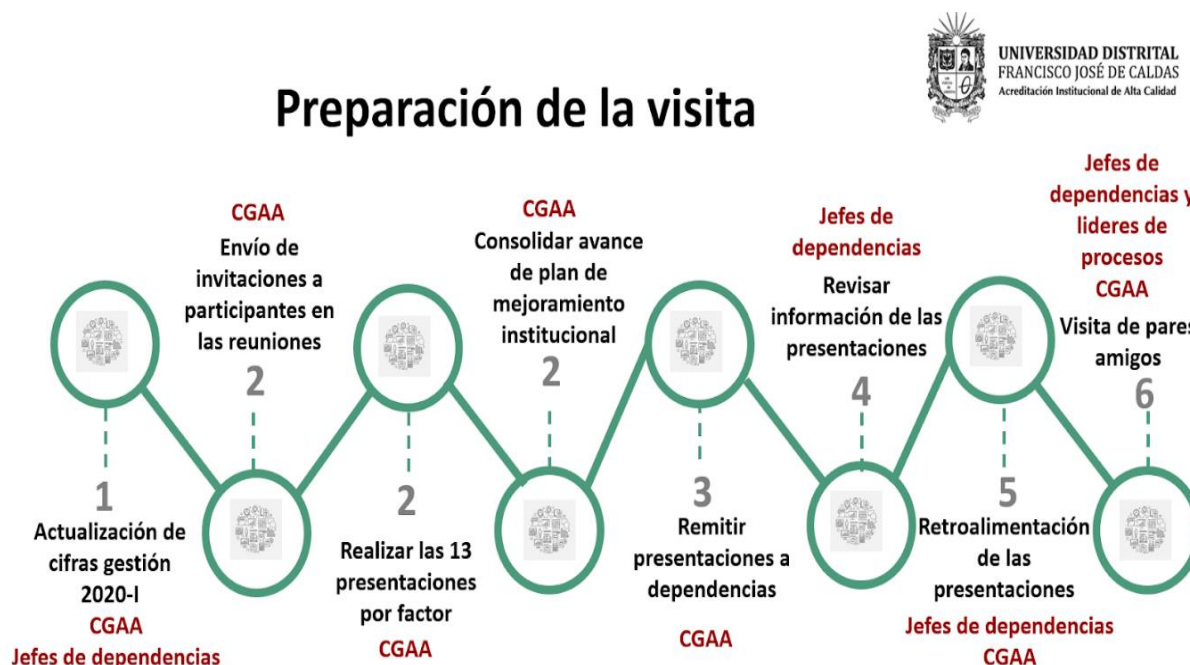 UNIVERSIDAD DISTRITAL
FRANCISCO JOSÉ DE CALDAS
Acreditación Institucional de Alta Calidad
Preparación de la visita
1
Actualización de
cifras gestión
2020-I
CGAA
Jefes de dependencias
CGAA
Envío de
invitaciones a
participantes en
las reuniones
2
2
Realizar las 13
presentaciones
por factor
CGAA
CGAA
Consolidar avance
de plan de
mejoramiento
institucional
2
3
Remitir
presentaciones a
dependencias
CGAA
Jefes de
dependencias
Revisar
información de las
presentaciones
4
5
Retroalimentación
de las
presentaciones
Jefes de dependencias
CGAA
Jefes de
dependencias y
lideres de
procesos
CGAA
Visita de pares
amigos
6